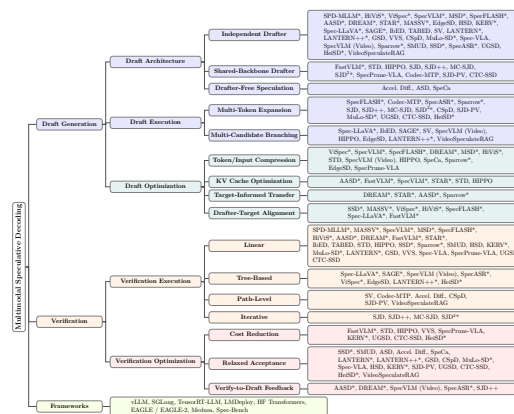 Multimodal Speculative Decoding
Draft Generation
Draft Architecture
Independent Drafter
SPD-MLLM*, HiViS*, ViSpec*, SpecVLM*, MSD*, SpecFLASH*,
AASD*, DREAM*, STAR*, MASSV*, EdgeSD, HSD, KERV*,
Spec-LLaVA*, SAGE*, IbED, TABED, SV, LANTERN*,
LANTERN++*, GSD, VVS, CSpD, MuLo-SD*, Spec-VLA,
SpecVLM (Video), Sparrow*, SMUD, SSD*, SpecASR*, UGSD,
HetSD*, VideoSpeculateRAG
Shared-Backbone Drafter
FastVLM*, STD, HIPPO, SJD, SJD++, MC-SJD,
SJD²*, SpecPrune-VLA, Codec-MTP, SJD-PV, CTC-SSD
Drafter-Free Speculation
Accel. Diff., ASD, SpeCa
Draft Execution
Multi-Token Expansion
SpecFLASH*, Codec-MTP, SpecASR*, Sparrow*,
SJD, SJD++, MC-SJD, SJD²*, CSpD, SJD-PV,
MuLo-SD*, UGSD, CTC-SSD, HetSD*
Multi-Candidate Branching
Spec-LLaVA*, IbED, SAGE*, SV, SpecVLM (Video),
HIPPO, EdgeSD, LANTERN++*, VideoSpeculateRAG
Draft Optimization
Token/Input Compression
ViSpec*, SpecVLM*, SpecFLASH*, DREAM*, MSD*, HiViS*,
STD, SpecVLM (Video), HIPPO, SpeCa, Sparrow*,
EdgeSD, SpecPrune-VLA
KV Cache Optimization
AASD*, FastVLM*, SpecVLM*, STAR*, STD, HIPPO
Target-Informed Transfer
DREAM*, STAR*, AASD*, Sparrow*
Drafter-Target Alignment
SSD*, MASSV*, ViSpec*, HiViS*, SpecFLASH*,
Spec-LLaVA*, FastVLM*
Verification
Verification Execution
Linear
SPD-MLLM*, MASSV*, SpecVLM*, MSD*, SpecFLASH*,
HiViS*, AASD*, DREAM*, FastVLM*, STAR*,
IbED, TABED, STD, HIPPO, SSD*, Sparrow*, SMUD, HSD, KERV*,
MuLo-SD*, LANTERN*, GSD, VVS, Spec-VLA, SpecPrune-VLA, UGSD,
CTC-SSD
Tree-Based
Spec-LLaVA*, SAGE*, SpecVLM (Video), SpecASR*,
ViSpec*, EdgeSD, LANTERN++*, HetSD*
Path-Level
SV, Codec-MTP, Accel. Diff., CSpD,
SJD-PV, VideoSpeculateRAG
Iterative
SJD, SJD++, MC-SJD, SJD²*
Verification Optimization
Cost Reduction
FastVLM*, STD, HIPPO, VVS, SpecPrune-VLA,
KERV*, UGSD, CTC-SSD, HetSD*
Relaxed Acceptance
SSD*, SMUD, ASD, Accel. Diff., SpeCa,
LANTERN*, LANTERN++*, GSD, CSpD, MuLo-SD*,
Spec-VLA, HSD, KERV*, SJD-PV, UGSD, CTC-SSD,
HetSD*, VideoSpeculateRAG
Verify-to-Draft Feedback
AASD*, DREAM*, SpecVLM (Video), SpecASR*, SJD++
Frameworks
vLLM, SGLang, TensorRT-LLM, LMDeploy, HF Transformers,
EAGLE / EAGLE-2, Medusa, Spec-Bench